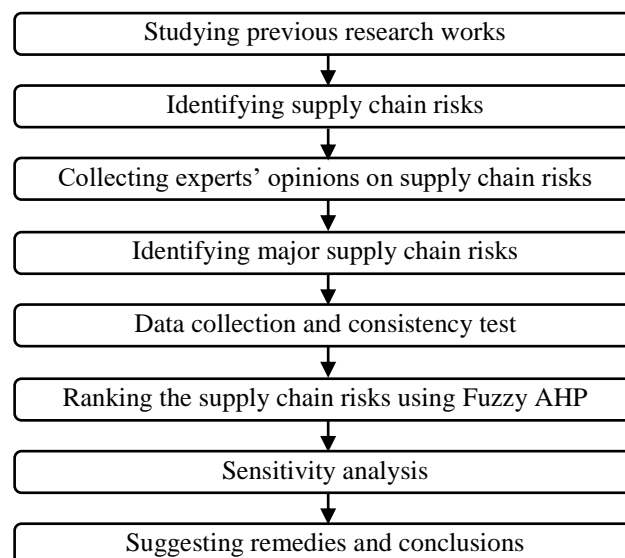 Studying previous research works
Identifying supply chain risks
Collecting experts’ opinions on supply chain risks
Identifying major supply chain risks
Data collection and consistency test
Ranking the supply chain risks using Fuzzy AHP
Sensitivity analysis
Suggesting remedies and conclusions